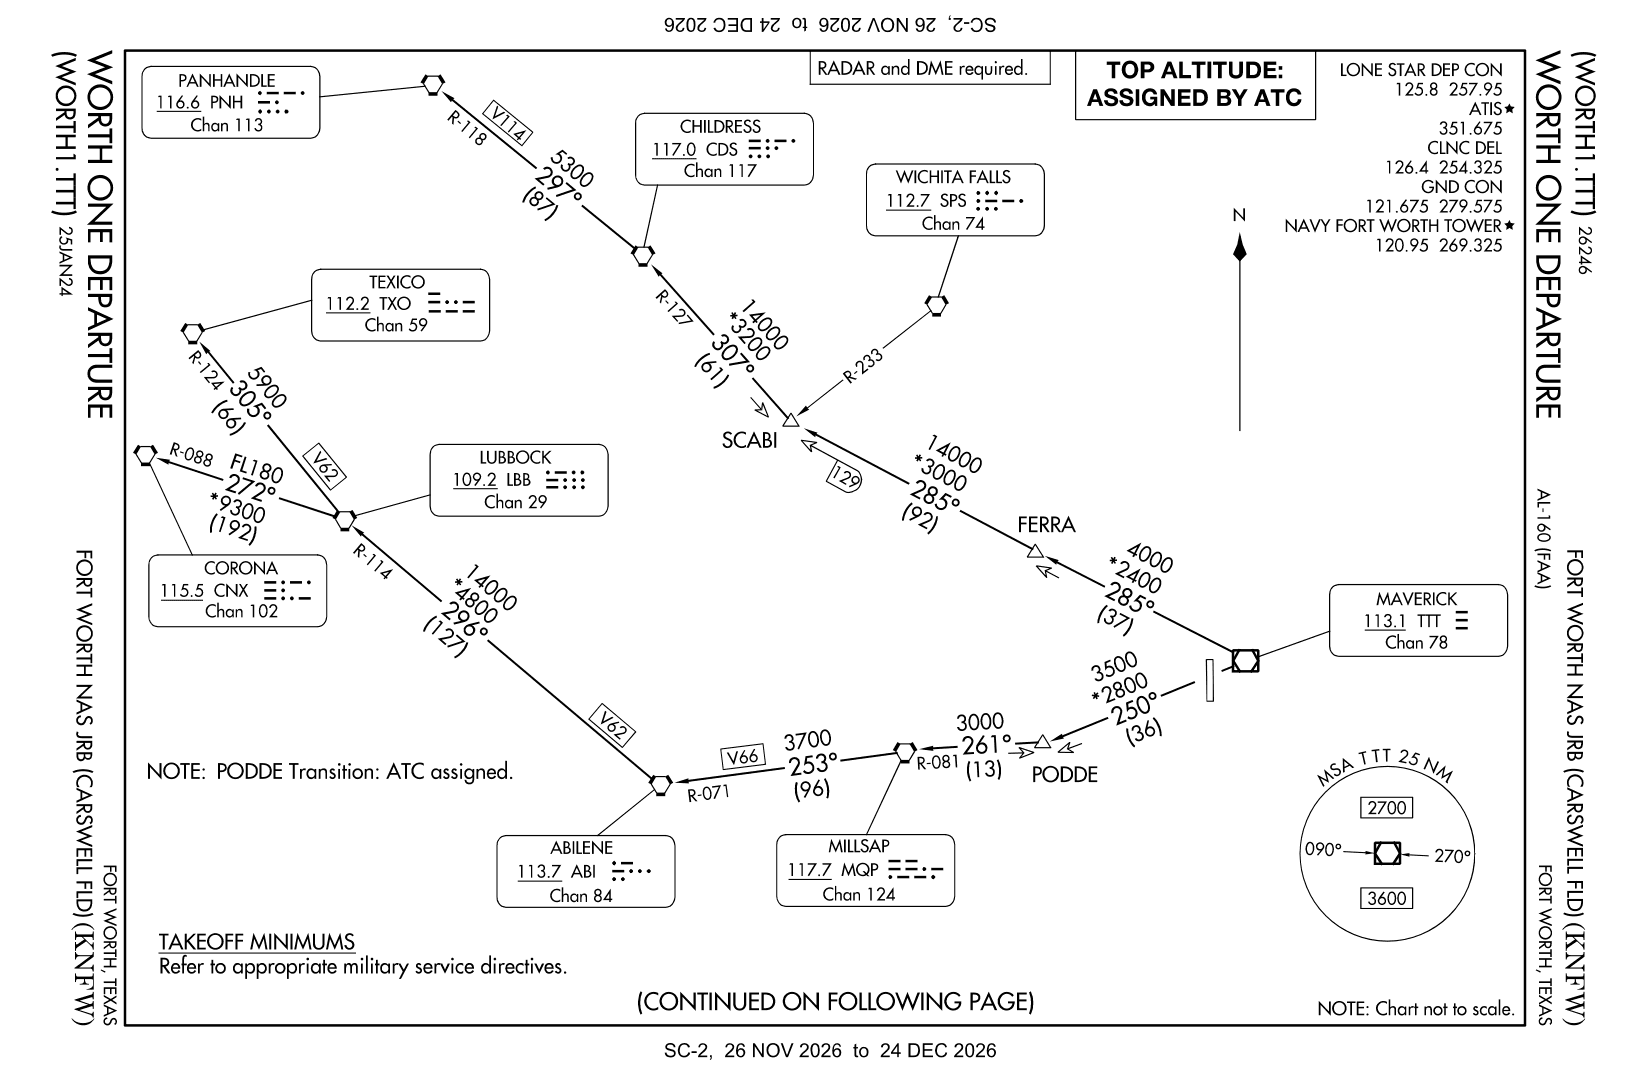 SC-2, 26 NOV 2026 to 24 DEC 2026
(WORTH1.TTT) 25JAN24
WORTH ONE DEPARTURE
FORT WORTH NAS JRB (CARSWELL FLD) (KNFW)
FORT WORTH, TEXAS
(WORTH1.TTT) 26246
WORTH ONE DEPARTURE
AL-160 (FAA)
FORT WORTH NAS JRB (CARSWELL FLD) (KNFW)
FORT WORTH, TEXAS
RADAR and DME required.
TOP ALTITUDE:
ASSIGNED BY ATC
LONE STAR DEP CON
125.8 257.95
ATIS★
351.675
CLNC DEL
126.4 254.325
GND CON
121.675 279.575
NAVY FORT WORTH TOWER★
120.95 269.325
N
PANHANDLE
116.6 PNH
Chan 113
R-118
V114
5300
297°
(87)
CHILDRESS
117.0 CDS
Chan 117
WICHITA FALLS
112.7 SPS
Chan 74
R-127
14000
*3200
307°
(61)
R-233
SCABI
129
14000
*3000
285°
(92)
FERRA
4000
*2400
285°
(37)
MAVERICK
113.1 TTT
Chan 78
TEXICO
112.2 TXO
Chan 59
R-124
5900
305°
(66)
V62
R-088
FL180
272°
*9300
(192)
LUBBOCK
109.2 LBB
Chan 29
CORONA
115.5 CNX
Chan 102
R-114
14000
*4800
296°
(127)
V62
3500
*2800
250°
(36)
PODDE
3000
261°
(13)
R-081
3700
253°
(96)
V66
R-071
ABILENE
113.7 ABI
Chan 84
MILLSAP
117.7 MQP
Chan 124
NOTE: PODDE Transition: ATC assigned.
MSA TTT 25 NM
2700
090°
270°
3600
TAKEOFF MINIMUMS
Refer to appropriate military service directives.
(CONTINUED ON FOLLOWING PAGE)
NOTE: Chart not to scale.
SC-2, 26 NOV 2026 to 24 DEC 2026